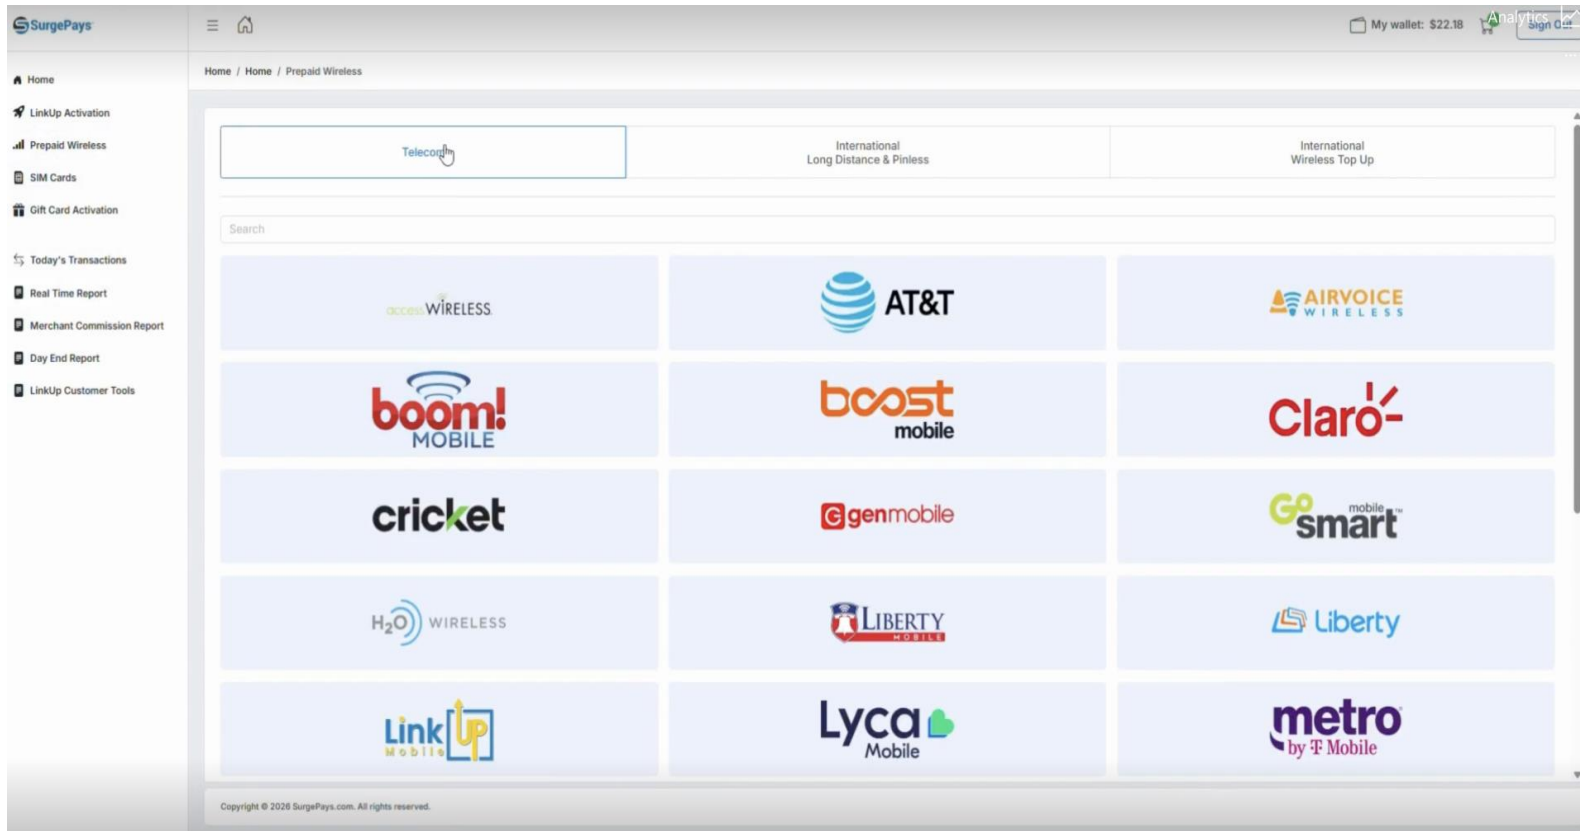 SurgePays
My wallet: $22.18
Analytics
Sign Out
Home
LinkUp Activation
Prepaid Wireless
SIM Cards
Gift Card Activation
Today's Transactions
Real Time Report
Merchant Commission Report
Day End Report
LinkUp Customer Tools
Home / Home / Prepaid Wireless
Telecom
International
Long Distance & Pinless
International
Wireless Top Up
Search
access WIRELESS
AT&T
AIRVOICE
WIRELESS
boom!
MOBILE
boost
mobile
Claro
cricket
G genmobile
Go mobile
smart
H2O WIRELESS
LIBERTY
MOBILE
Liberty
Link UP
Mobile
Lyca
Mobile
metro
by T Mobile
Copyright © 2026 SurgePays.com. All rights reserved.